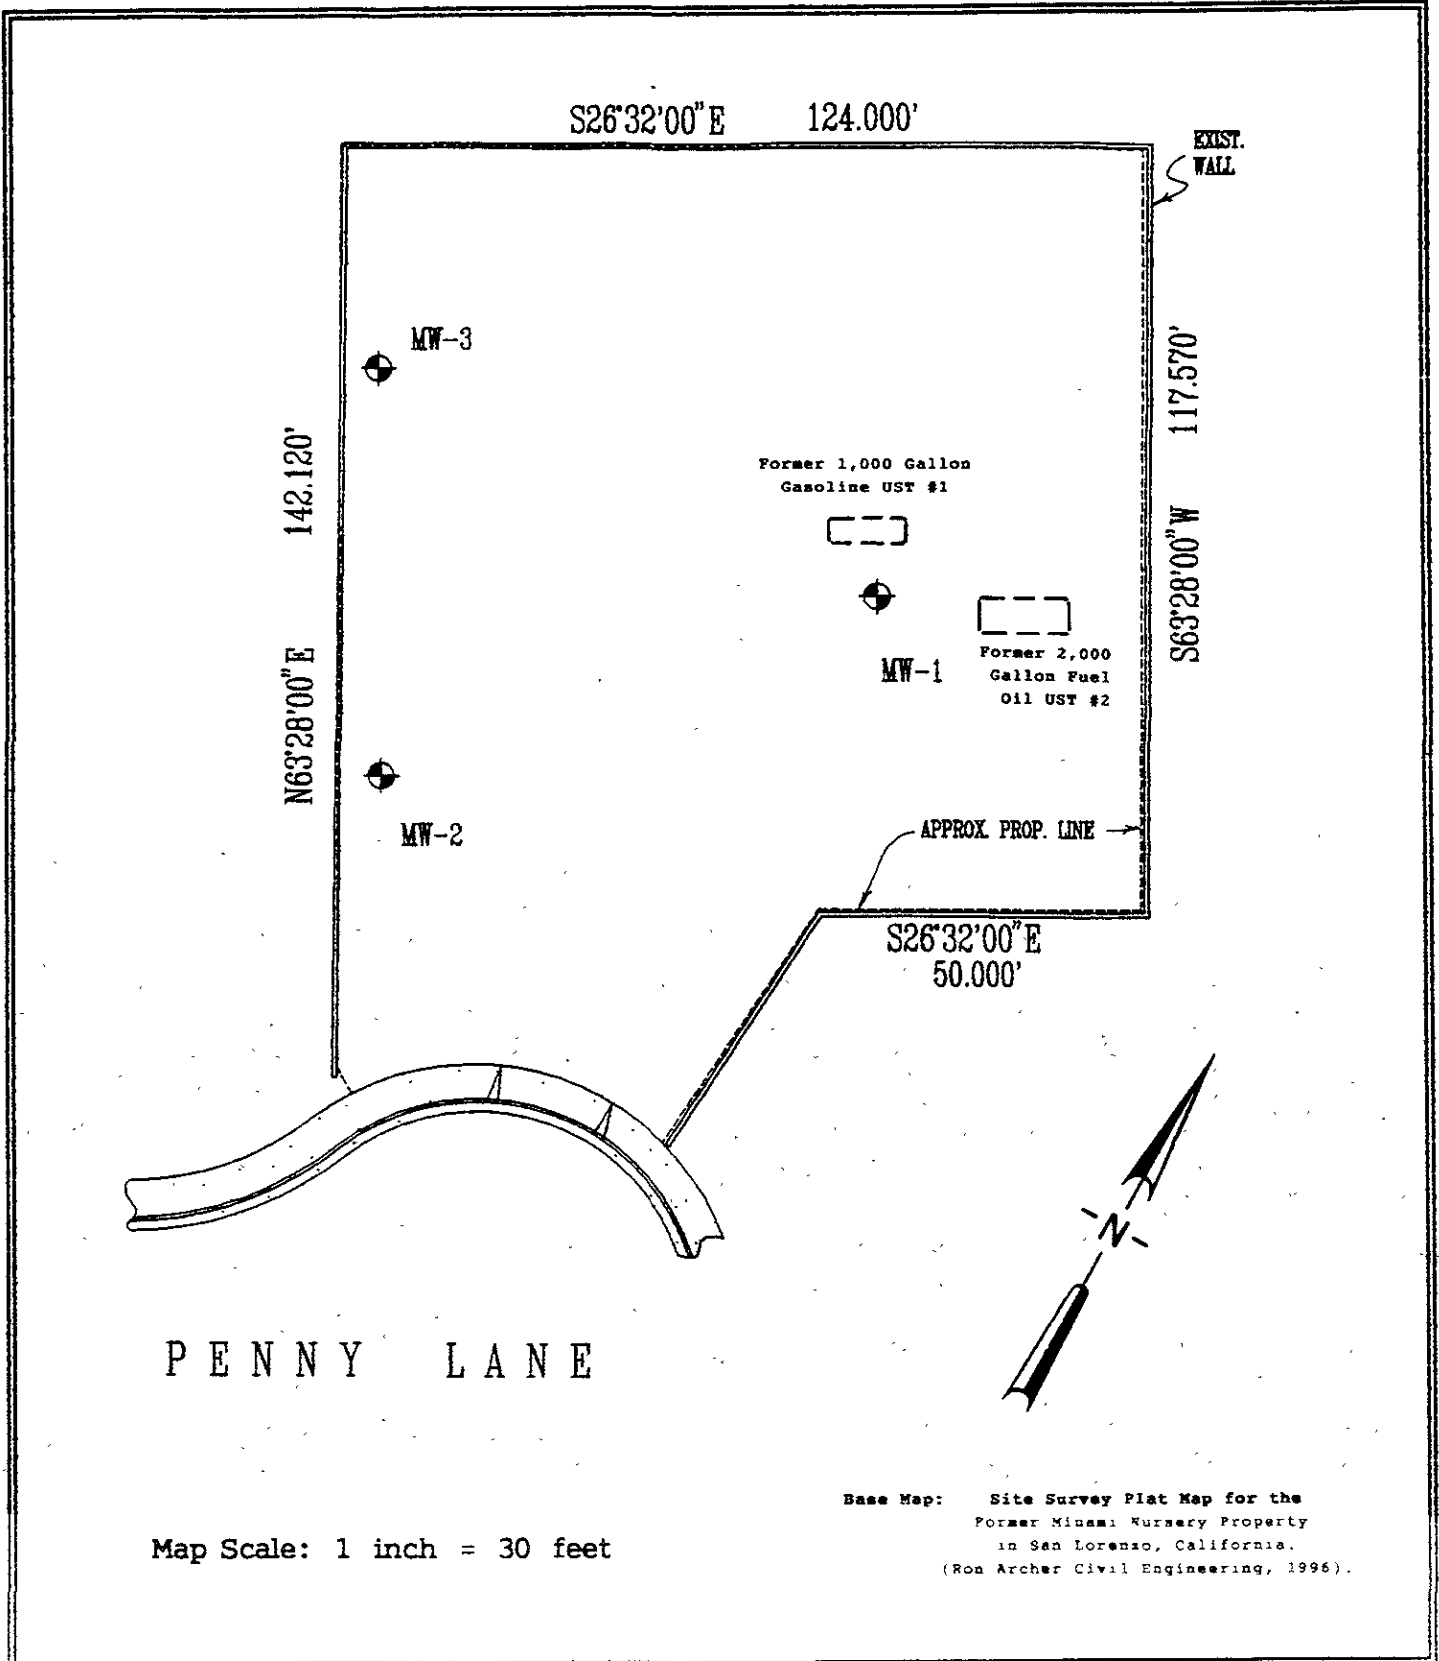 S26°32'00"E 124.000'
EXIST.
WALL
MW-3
142.120'
N63°28'00"E
117.570'
S63°28'00"W
Former 1,000 Gallon
Gasoline UST #1
MW-1
Former 2,000
Gallon Fuel
Oil UST #2
MW-2
APPROX. PROP. LINE
S26°32'00"E
50.000'
N
PENNY LANE
Base Map: Site Survey Plat Map for the
Former Minami Nursery Property
in San Lorenzo, California.
(Ron Archer Civil Engineering, 1996).
Map Scale: 1 inch = 30 feet